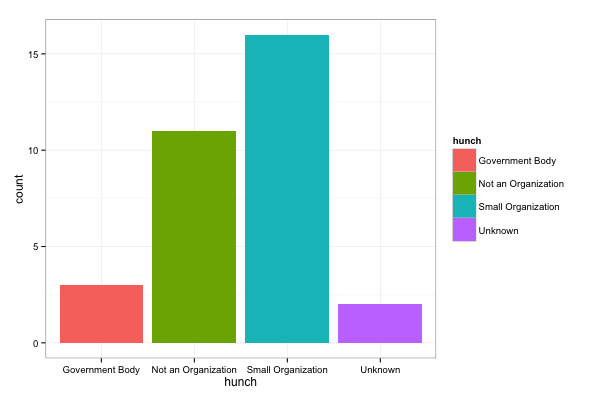 15
10
5
0
count
Government Body
Not an Organization
Small Organization
Unknown
hunch
hunch
Government Body
Not an Organization
Small Organization
Unknown